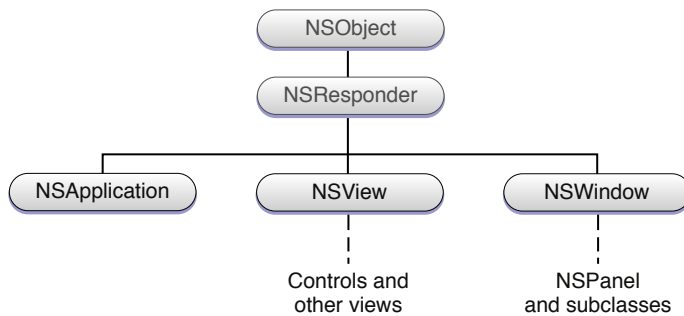 NSObject
NSResponder
NSApplication
NSView
NSWindow
Controls and
other views
NSPanel
and subclasses